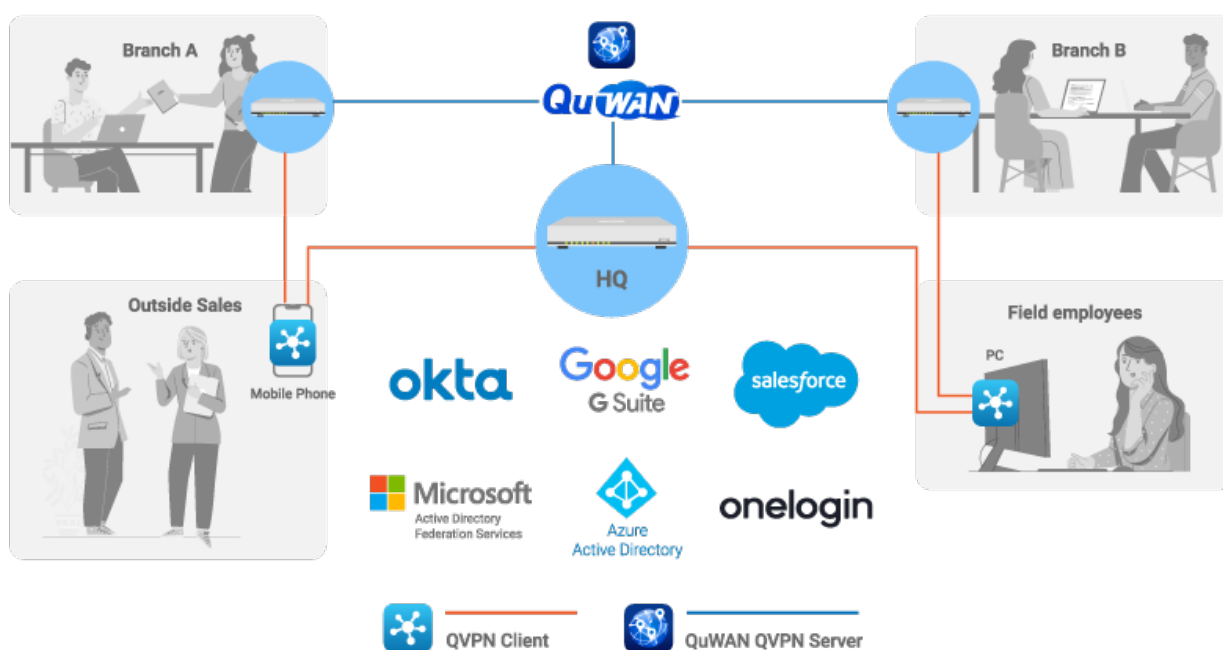 Branch A
QuWAN
Branch B
HQ
Outside Sales
Mobile Phone
Field employees
PC
okta
Google
G Suite
salesforce
Microsoft
Active Directory
Federation Services
Azure
Active Directory
onelogin
QVPN Client
QuWAN QVPN Server